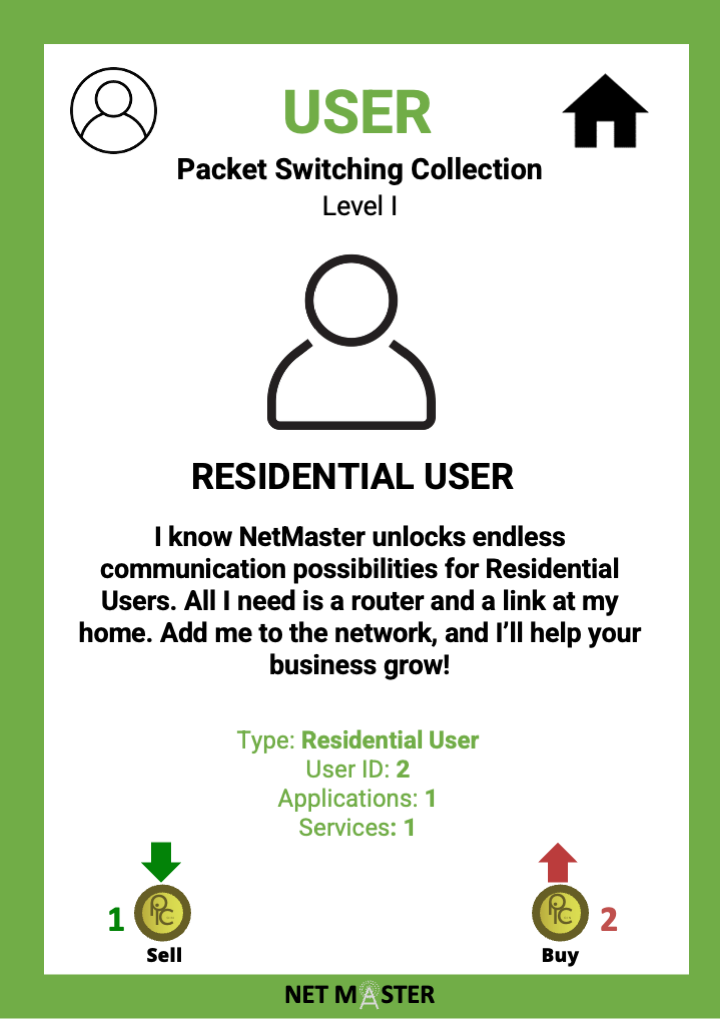 USER
Packet Switching Collection
Level I
RESIDENTIAL USER
I know NetMaster unlocks endless
communication possibilities for Residential
Users. All I need is a router and a link at my
home. Add me to the network, and I’ll help your
business grow!
Type: Residential User
User ID: 2
Applications: 1
Services: 1
1 PTC
Sell
PTC 2
Buy
NET MASTER